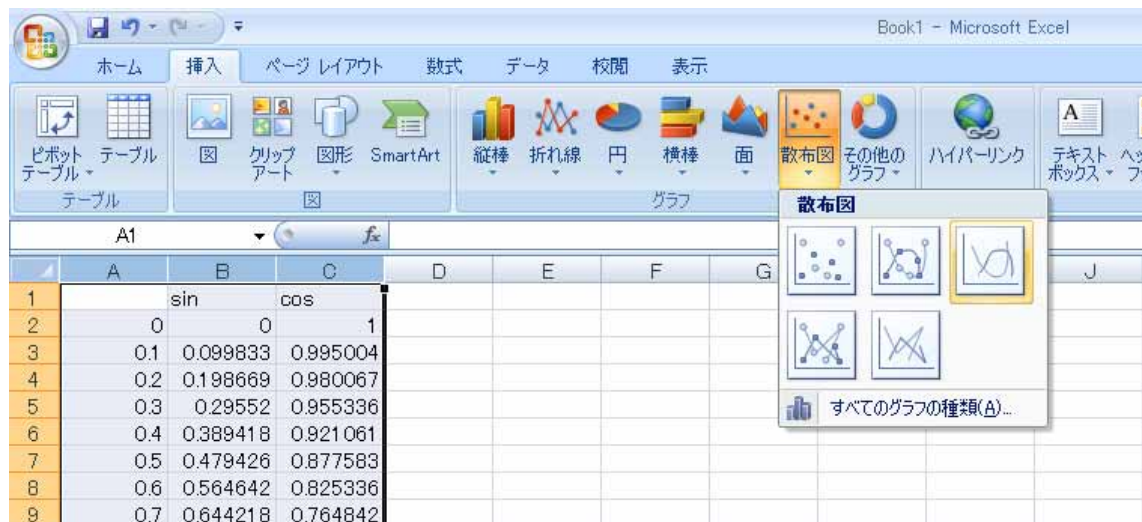 Book1 - Microsoft Excel
ホーム 挿入 ページ レイアウト 数式 データ 校閲 表示
ピボット
テーブル
テーブル
図
クリップ
アート
図形
SmartArt
縦棒
折れ線
円
横棒
面
散布図
その他の
グラフ
ハイパーリンク
テキスト
ボックス
テーブル 図 グラフ
散布図
A1 fx
A B C D E F G J
1 sin cos
2 0 0 1
3 0.1 0.099833 0.995004
4 0.2 0.198669 0.980067
5 0.3 0.29552 0.955336
6 0.4 0.389418 0.921061
7 0.5 0.479426 0.877583
8 0.6 0.564642 0.825336
9 0.7 0.644218 0.764842
すべてのグラフの種類(A)...